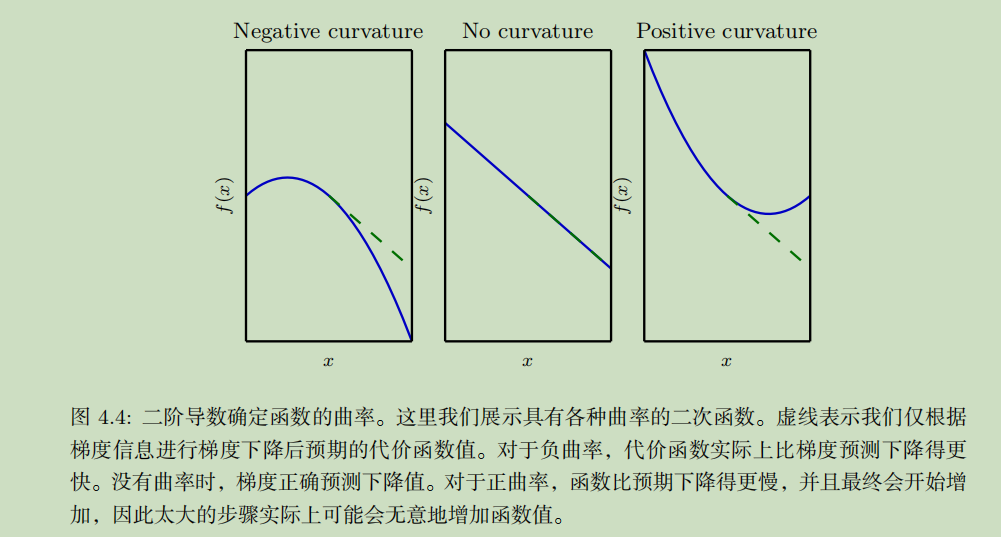 Negative curvature
No curvature
Positive curvature
f(x)
f(x)
f(x)
x
x
x
图 4.4: 二阶导数确定函数的曲率。这里我们展示具有各种曲率的二次函数。虚线表示我们仅根据
梯度信息进行梯度下降后预期的代价函数值。对于负曲率，代价函数实际上比梯度预测下降得更
快。没有曲率时，梯度正确预测下降值。对于正曲率，函数比预期下降得更慢，并且最终会开始增
加，因此太大的步骤实际上可能会无意地增加函数值。